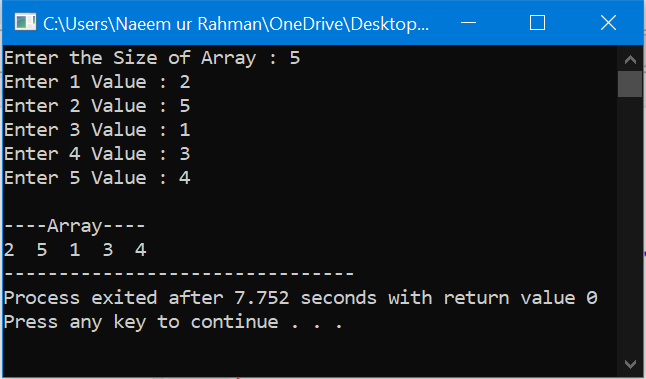 C:\Users\Naeem ur Rahman\OneDrive\Desktop...
Enter the Size of Array : 5
Enter 1 Value : 2
Enter 2 Value : 5
Enter 3 Value : 1
Enter 4 Value : 3
Enter 5 Value : 4
----Array----
2  5  1  3  4
--------------------------------
Process exited after 7.752 seconds with return value 0
Press any key to continue . . .